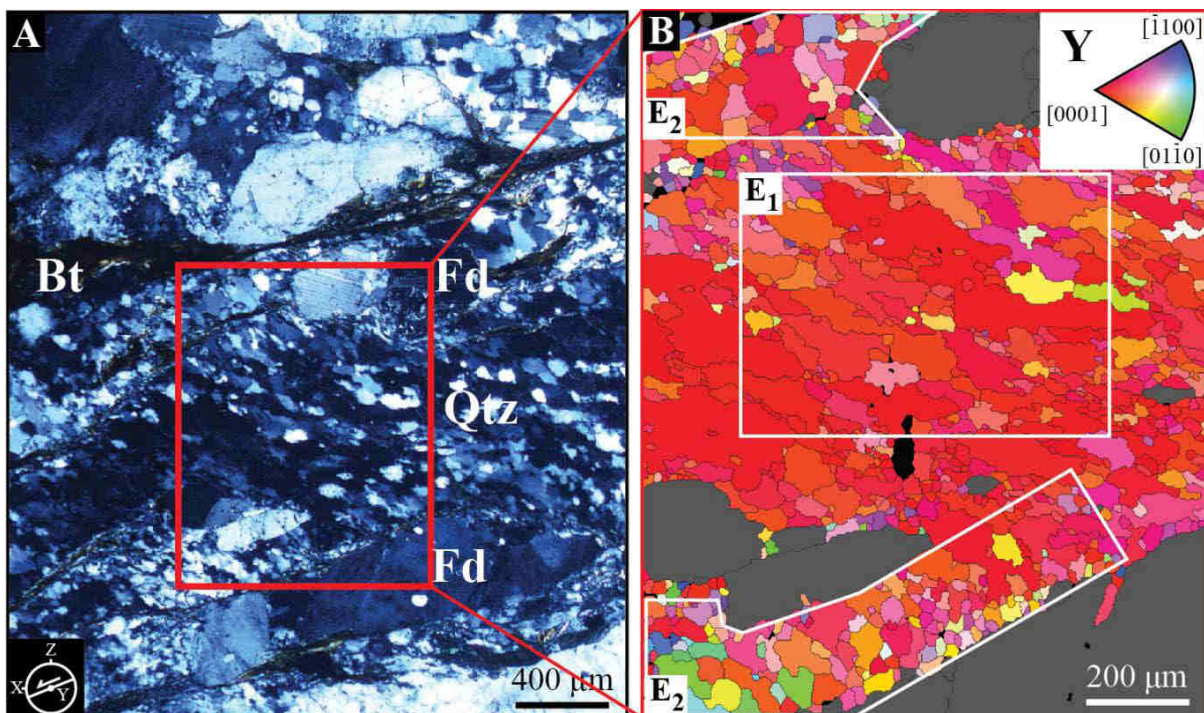 A
Bt
Fd
Qtz
Fd
Z
X
Y
400 μm
B
E₂
E₁
E₂
Y
[1̄100]
[0001]
[011̄0]
200 μm